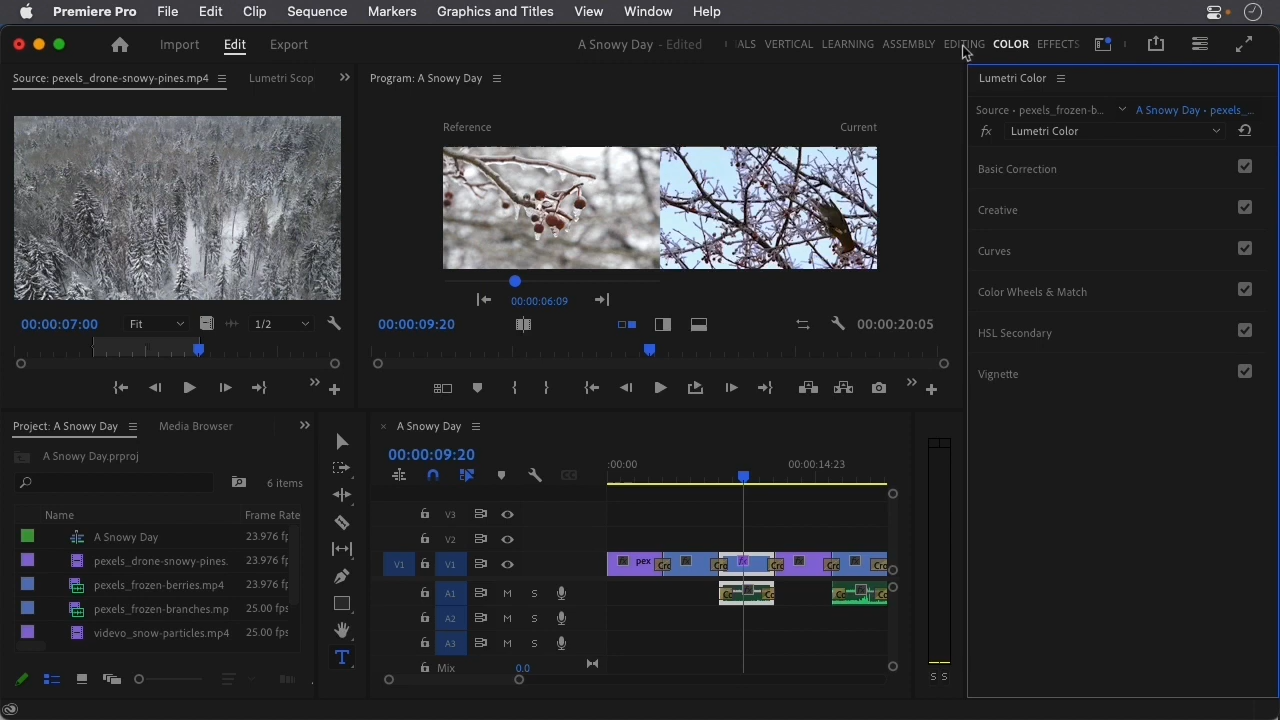 Premiere Pro File Edit Clip Sequence Markers Graphics and Titles View Window Help
Import Edit Export A Snowy Day - Edited IALS VERTICAL LEARNING ASSEMBLY EDITING COLOR EFFECTS
Source: pexels_drone-snowy-pines.mp4 Lumetri Scop
Program: A Snowy Day
Lumetri Color
Source • pexels_frozen-b... A Snowy Day • pexels_...
fx Lumetri Color
Reference Current
Basic Correction
Creative
Curves
Color Wheels & Match
HSL Secondary
Vignette
00:00:06:09
00:00:07:00 Fit 1/2
00:00:09:20 00:00:20:05
Project: A Snowy Day Media Browser
A Snowy Day.prproj
6 items
Name Frame Rate
A Snowy Day 23.976 fp
pexels_drone-snowy-pines. 23.976 fp
pexels_frozen-berries.mp4 23.976 fp
pexels_frozen-branches.mp 25.00 fps
videvo_snow-particles.mp4 25.00 fps
A Snowy Day
00:00:09:20
:00:00 00:00:14:23
V3
V2
V1 V1 pex
A1 M S
A2 M S
A3 M S
Mix 0.0
S S